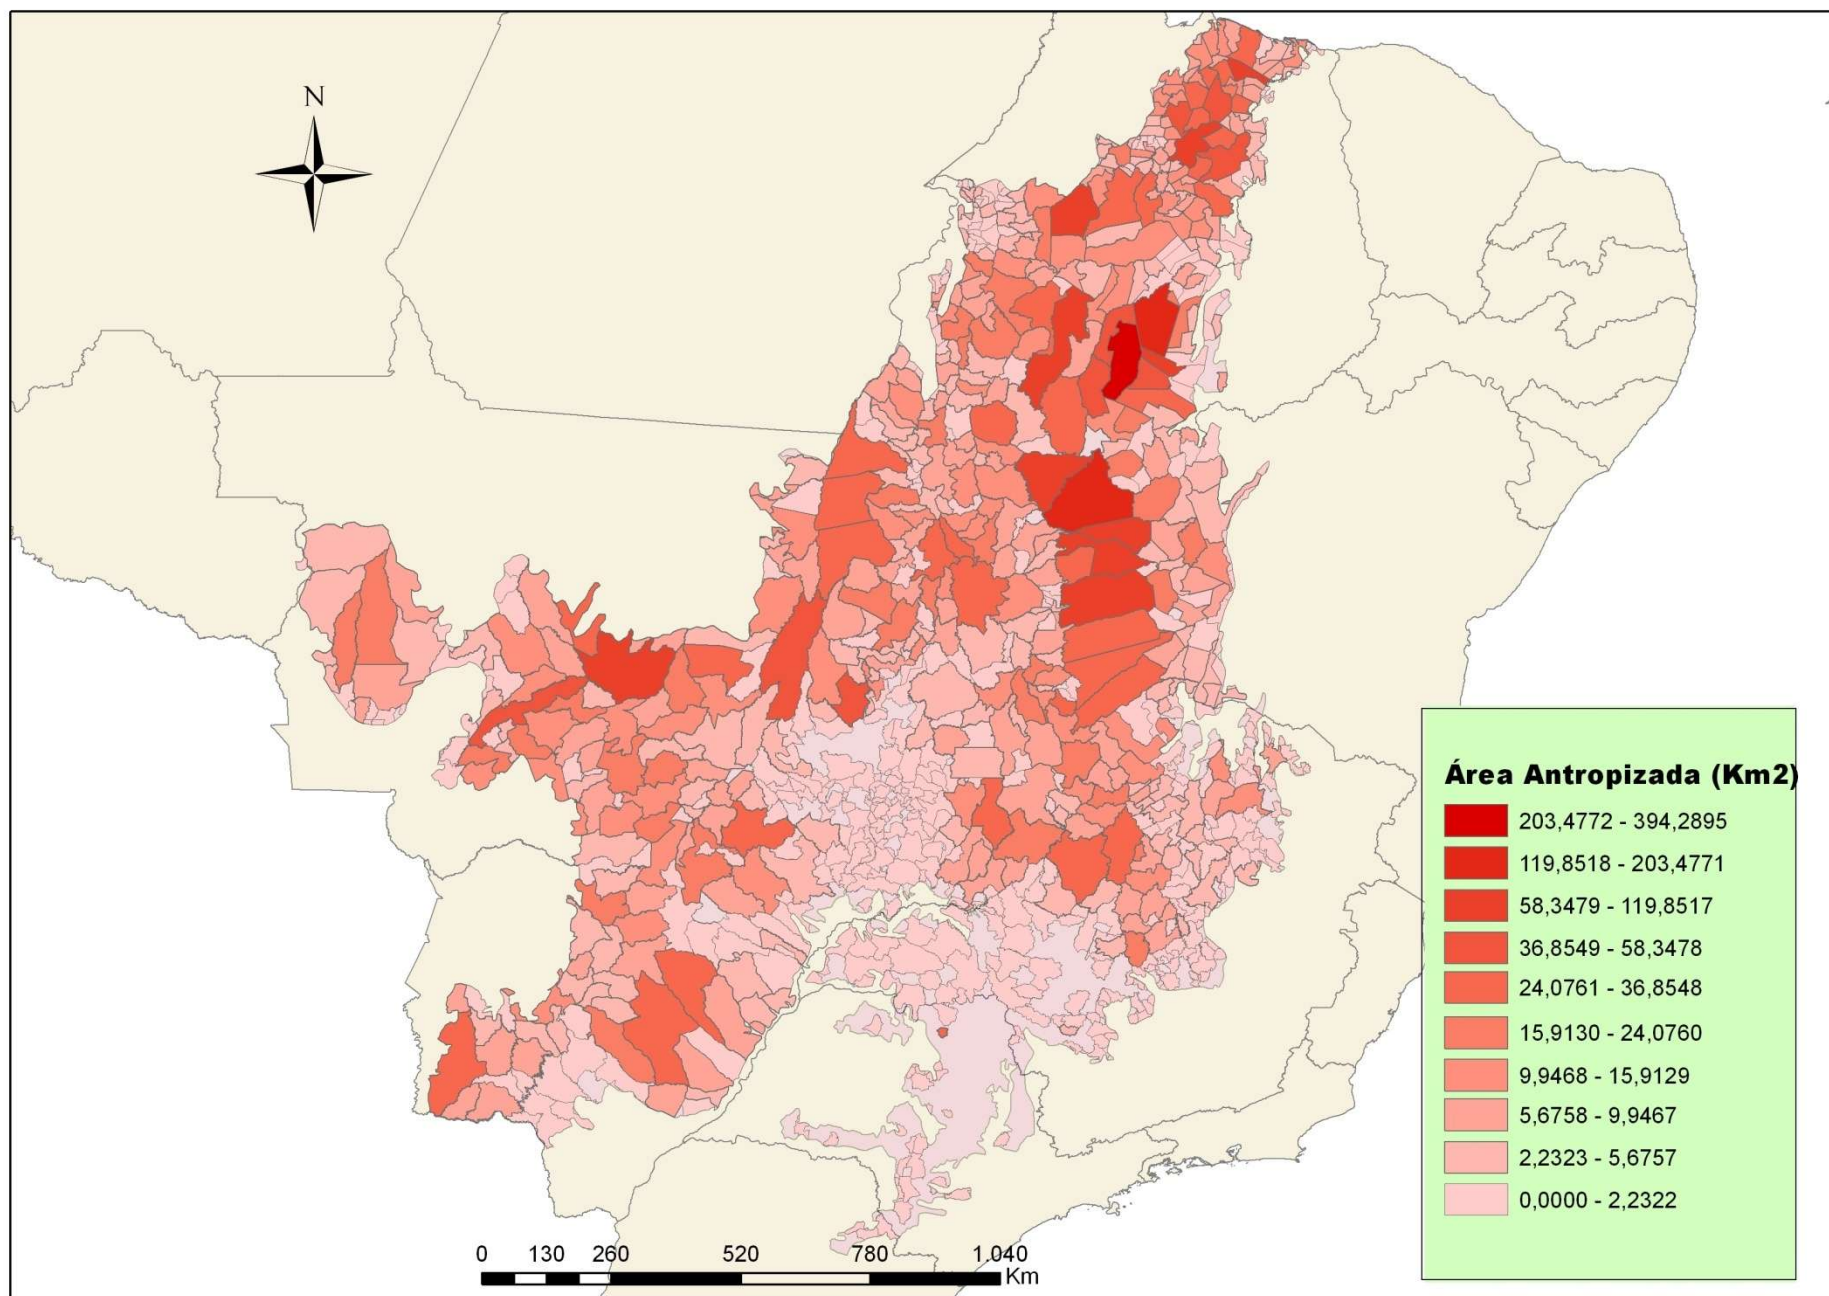 N
Área Antropizada (Km2)
203,4772 - 394,2895
119,8518 - 203,4771
58,3479 - 119,8517
36,8549 - 58,3478
24,0761 - 36,8548
15,9130 - 24,0760
9,9468 - 15,9129
5,6758 - 9,9467
2,2323 - 5,6757
0,0000 - 2,2322
0 130 260 520 780 1.040
Km